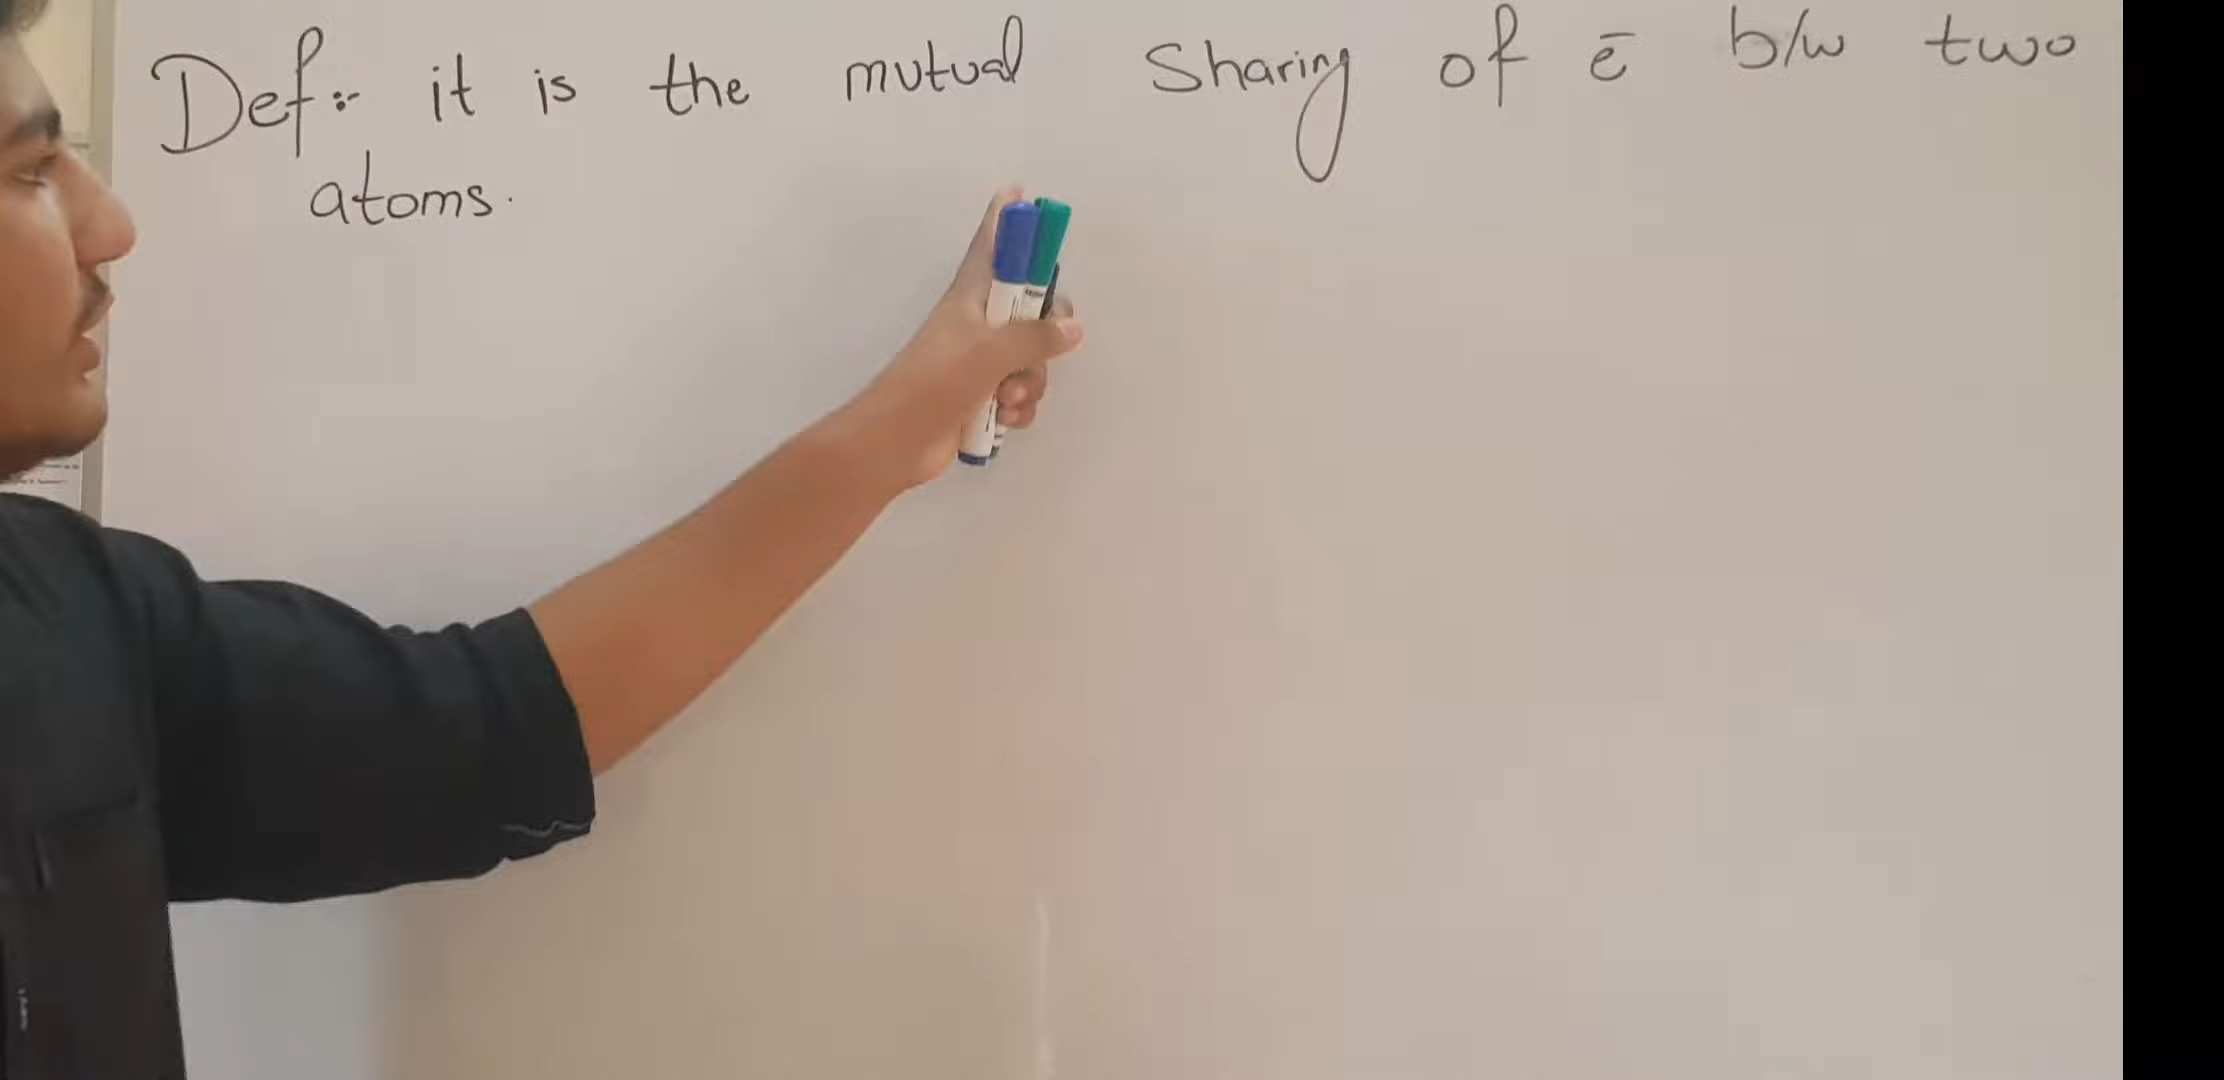 Def:- it is the mutual Sharing of ē b/w two
atoms.